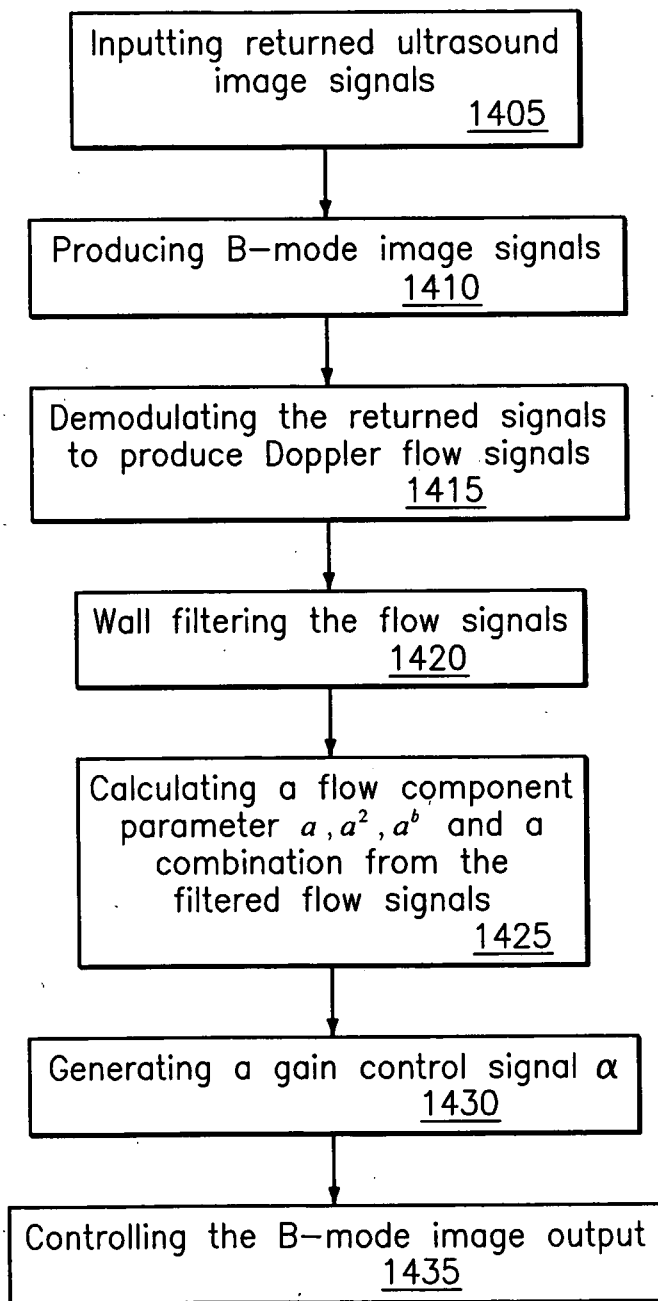 Inputting returned ultrasound
image signals
1405
Producing B-mode image signals
1410
Demodulating the returned signals
to produce Doppler flow signals
1415
Wall filtering the flow signals
1420
Calculating a flow component
parameter a, a², aᵇ and a
combination from the
filtered flow signals
1425
Generating a gain control signal α
1430
Controlling the B-mode image output
1435